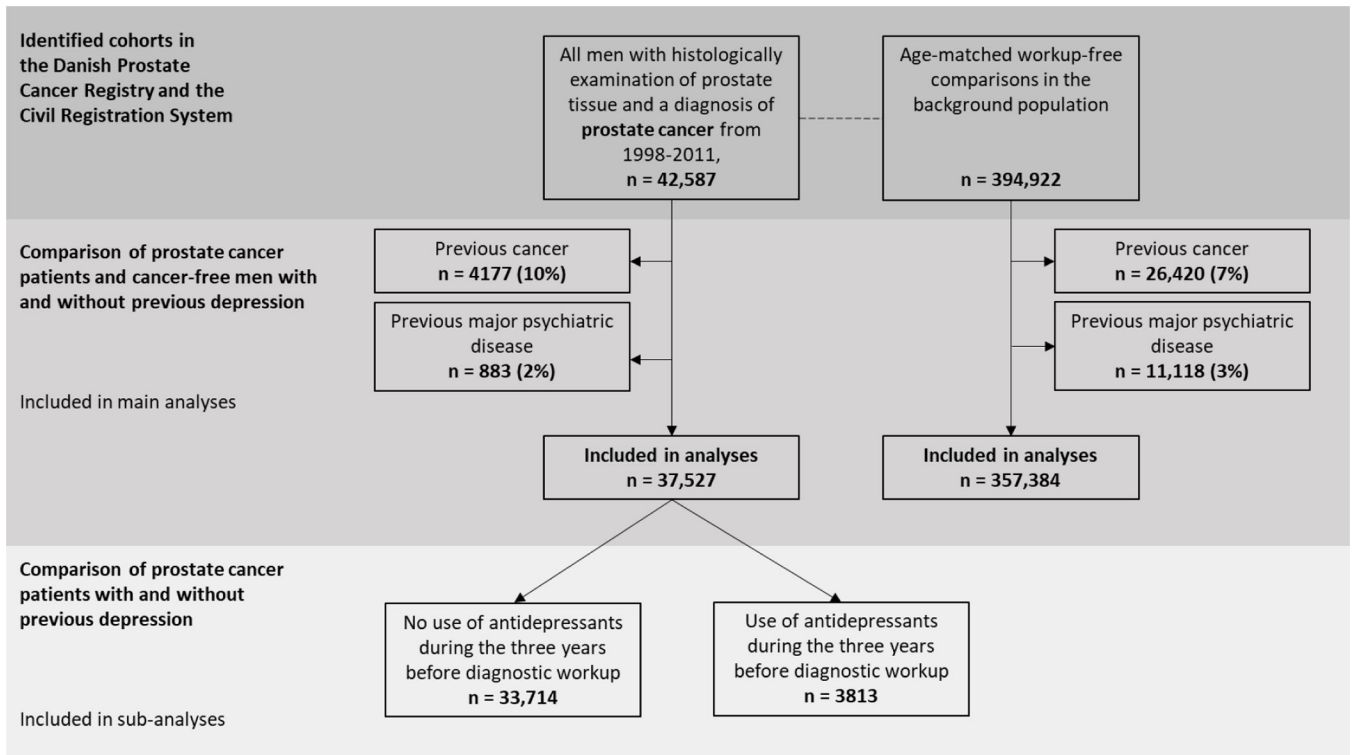 Identified cohorts in
the Danish Prostate
Cancer Registry and the
Civil Registration System
All men with histologically
examination of prostate
tissue and a diagnosis of
prostate cancer from
1998-2011,
n = 42,587
Age-matched workup-free
comparisons in the
background population
n = 394,922
Comparison of prostate cancer
patients and cancer-free men with
and without previous depression
Included in main analyses
Previous cancer
n = 4177 (10%)
Previous major psychiatric
disease
n = 883 (2%)
Previous cancer
n = 26,420 (7%)
Previous major psychiatric
disease
n = 11,118 (3%)
Included in analyses
n = 37,527
Included in analyses
n = 357,384
Comparison of prostate cancer
patients with and without
previous depression
Included in sub-analyses
No use of antidepressants
during the three years
before diagnostic workup
n = 33,714
Use of antidepressants
during the three years
before diagnostic workup
n = 3813